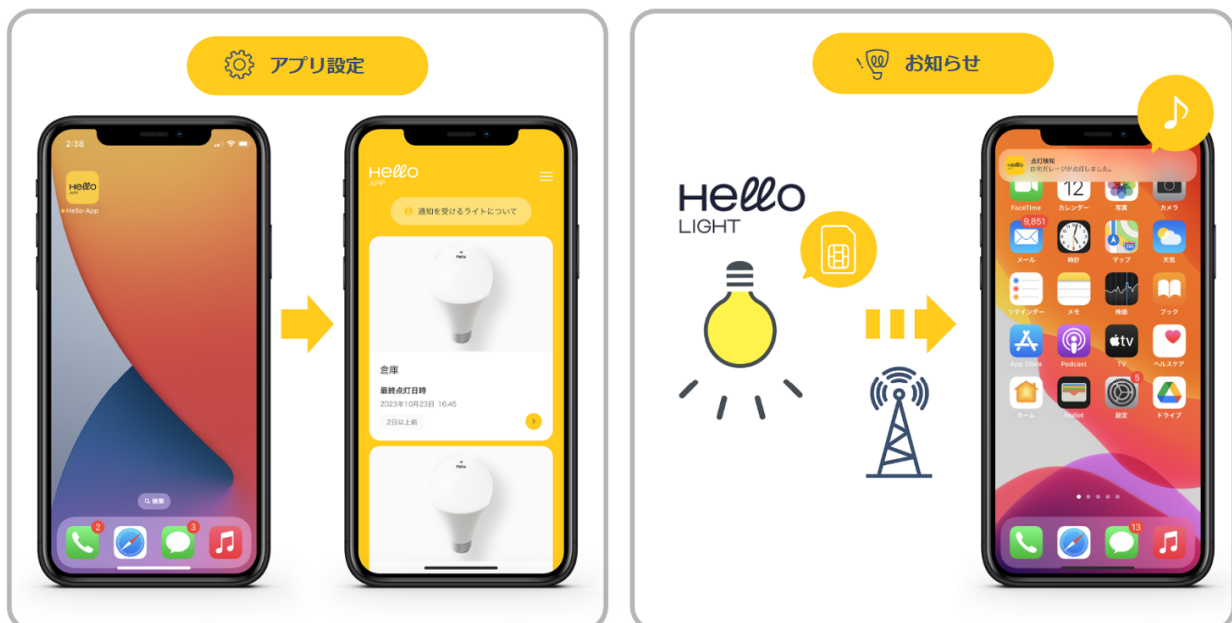 アプリ設定
2:38
Hello
APP
Hello-App
検索
2
3
Hello
APP
通知を受けるライトについて
Hello
倉庫
最終点灯日時
2023年10月23日 16:45
2日以上前
Hello
お知らせ
Hello
LIGHT
Hello
点灯検知
自宅ガレージが点灯しました。
12
FaceTime
カレンダー
写真
カメラ
9,851
メール
時計
マップ
天気
リマインダー
メモ
株価
ブック
tv
App Store
Podcast
TV
ヘルスケア
5
ホーム
Wallet
設定
ドライブ
13